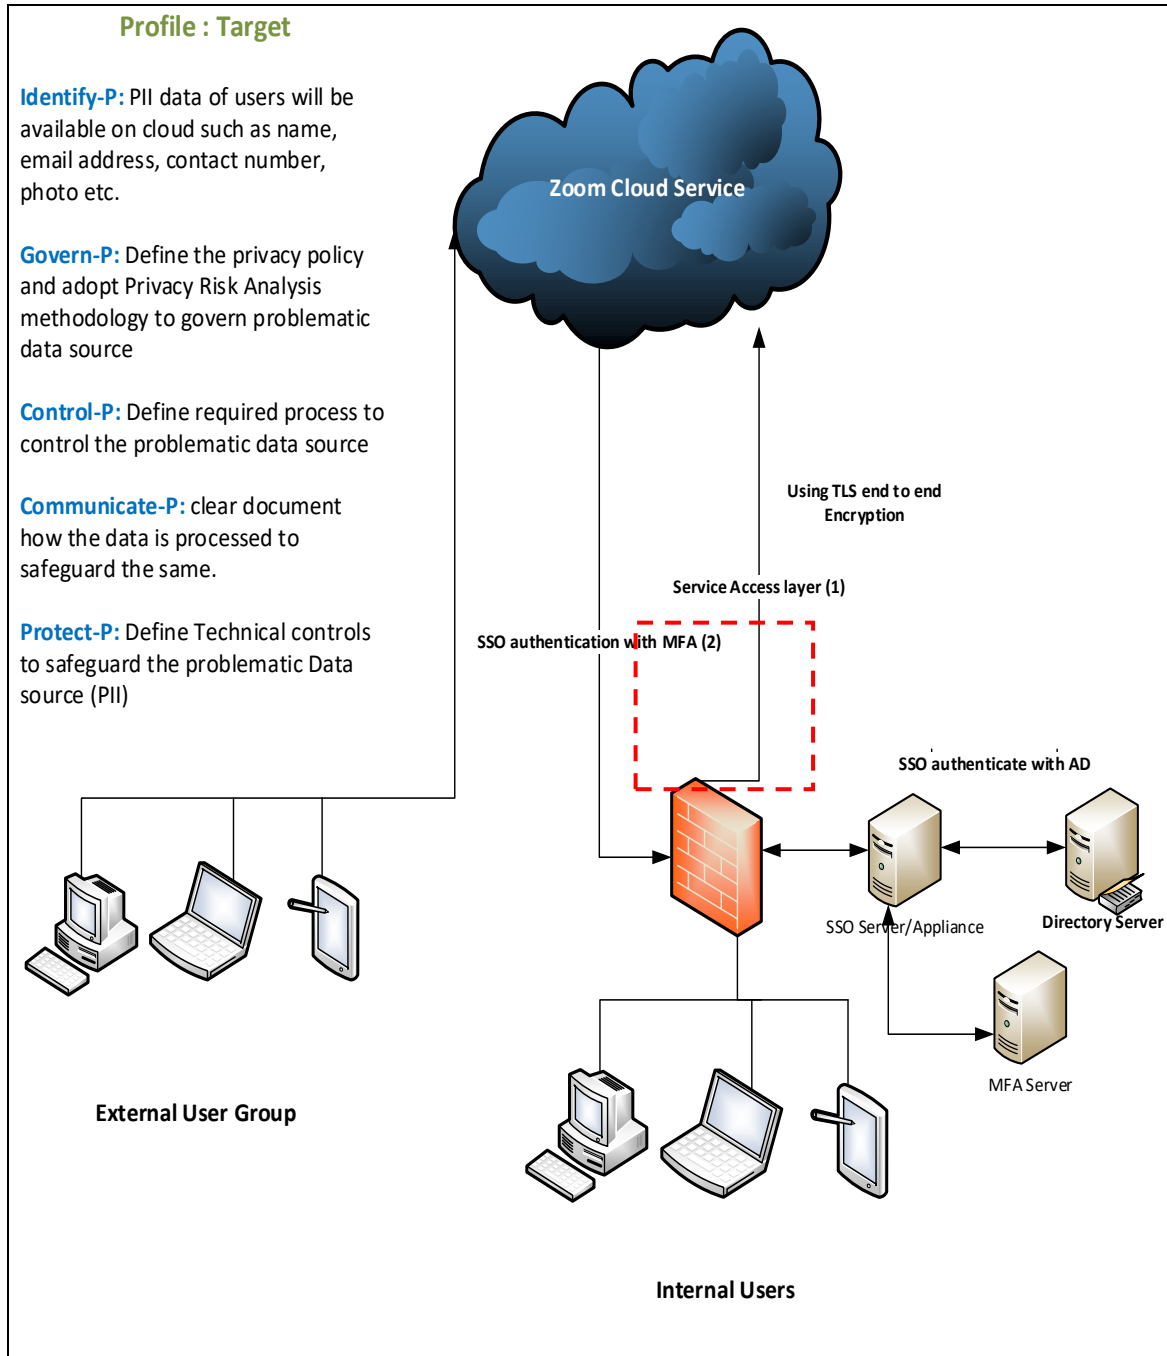 Profile : Target
Identify-P: PII data of users will be
available on cloud such as name,
email address, contact number,
photo etc.
Govern-P: Define the privacy policy
and adopt Privacy Risk Analysis
methodology to govern problematic
data source
Control-P: Define required process to
control the problematic data source
Communicate-P: clear document
how the data is processed to
safeguard the same.
Protect-P: Define Technical controls
to safeguard the problematic Data
source (PII)
Zoom Cloud Service
Using TLS end to end
Encryption
Service Access layer (1)
SSO authentication with MFA (2)
SSO authenticate with AD
SSO Server/Appliance
Directory Server
MFA Server
External User Group
Internal Users